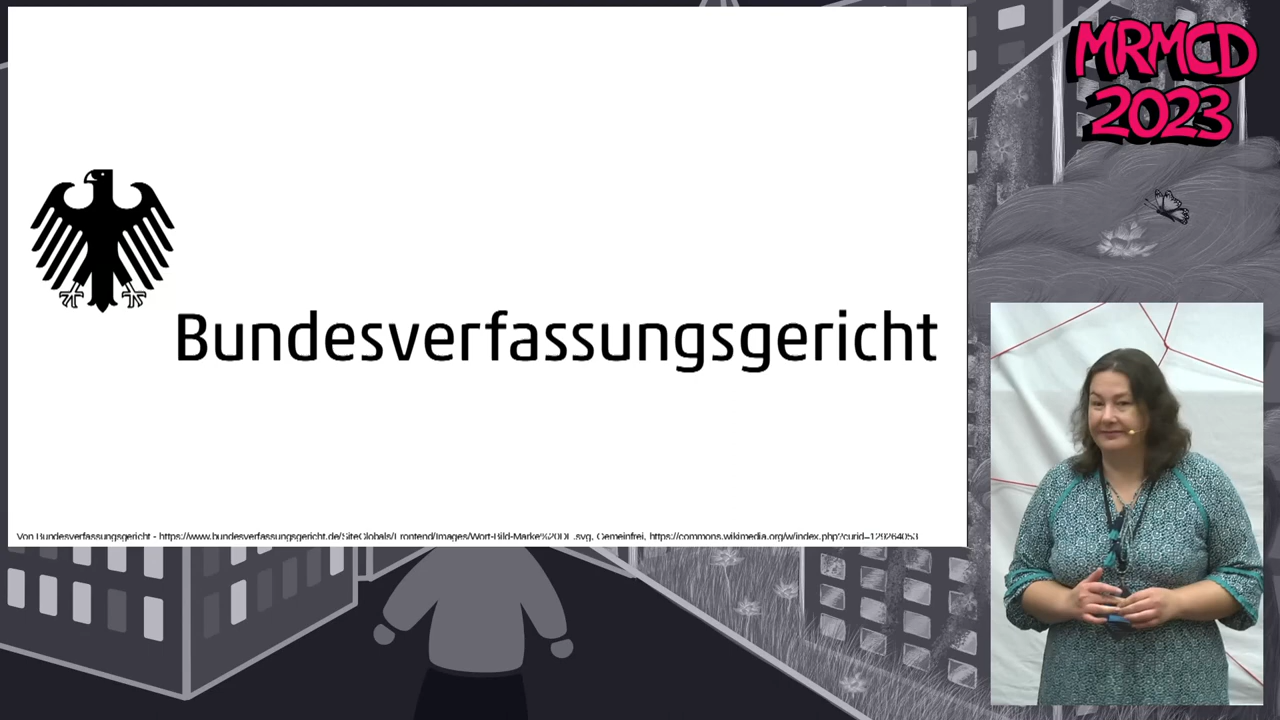 MRMCD
2023
Bundesverfassungsgericht
Von Bundesverfassungsgericht - https://www.bundesverfassungsgericht.de/SiteGlobals/Frontend/Images/Wort-Bild-Marke%20DE.svg, Gemeinfrei, https://commons.wikimedia.org/w/index.php?curid=129264053